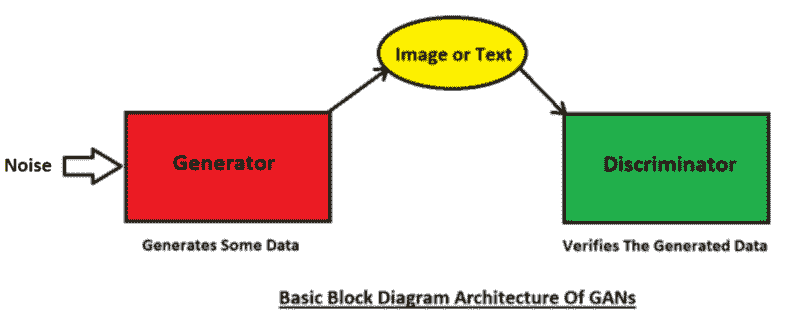 Image or Text
Noise
Generator
Discriminator
Generates Some Data
Verifies The Generated Data
Basic Block Diagram Architecture Of GANs